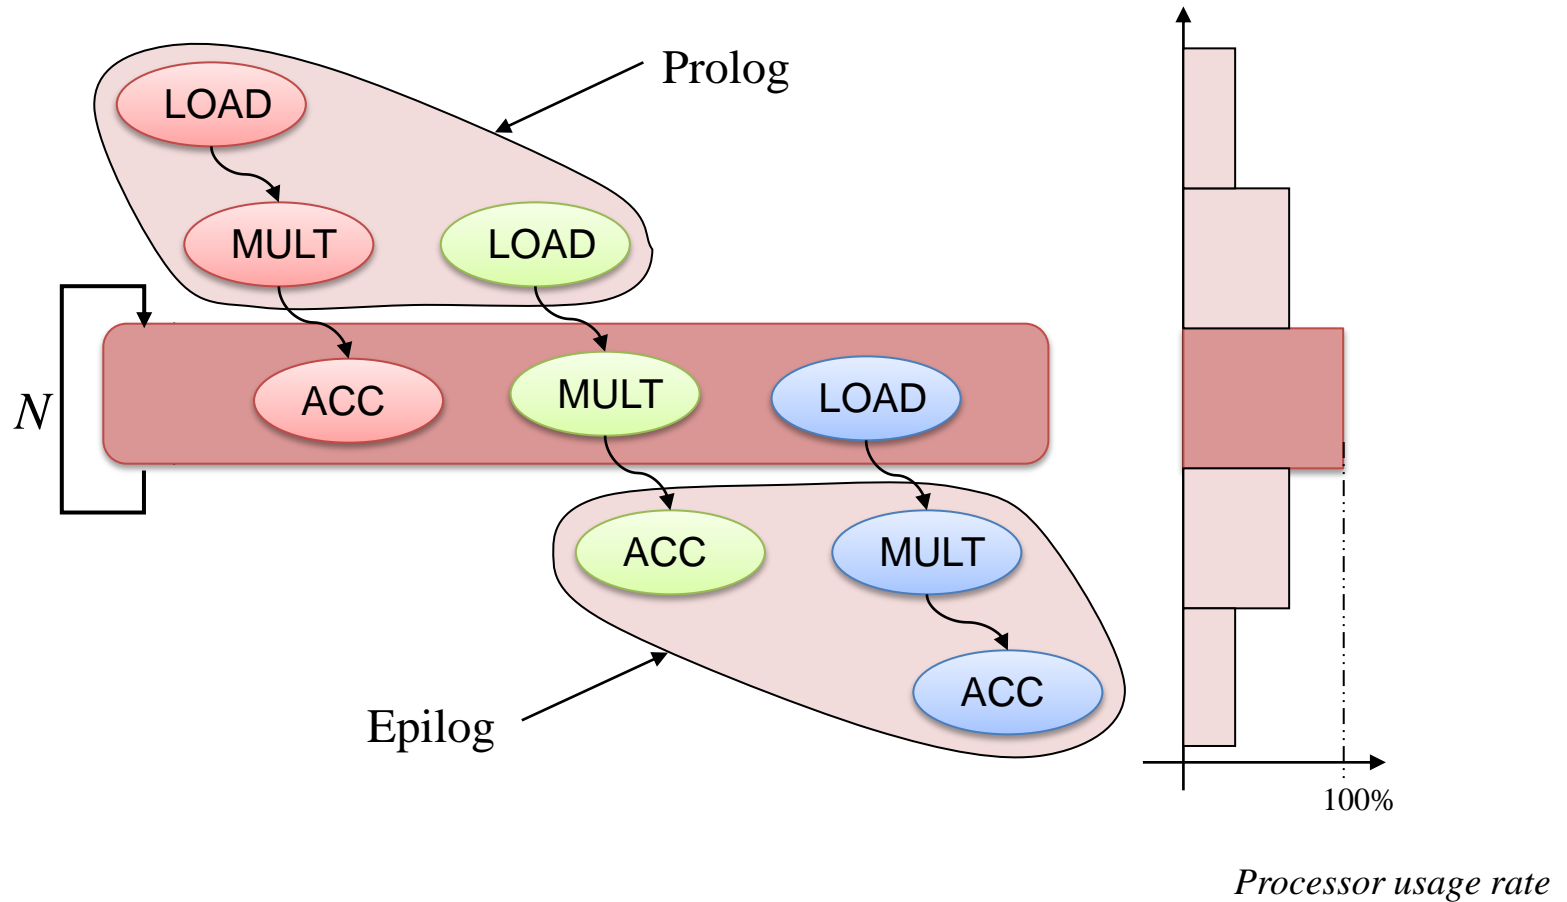 Prolog
LOAD
MULT
LOAD
N
ACC
MULT
LOAD
ACC
MULT
ACC
Epilog
100%
Processor usage rate